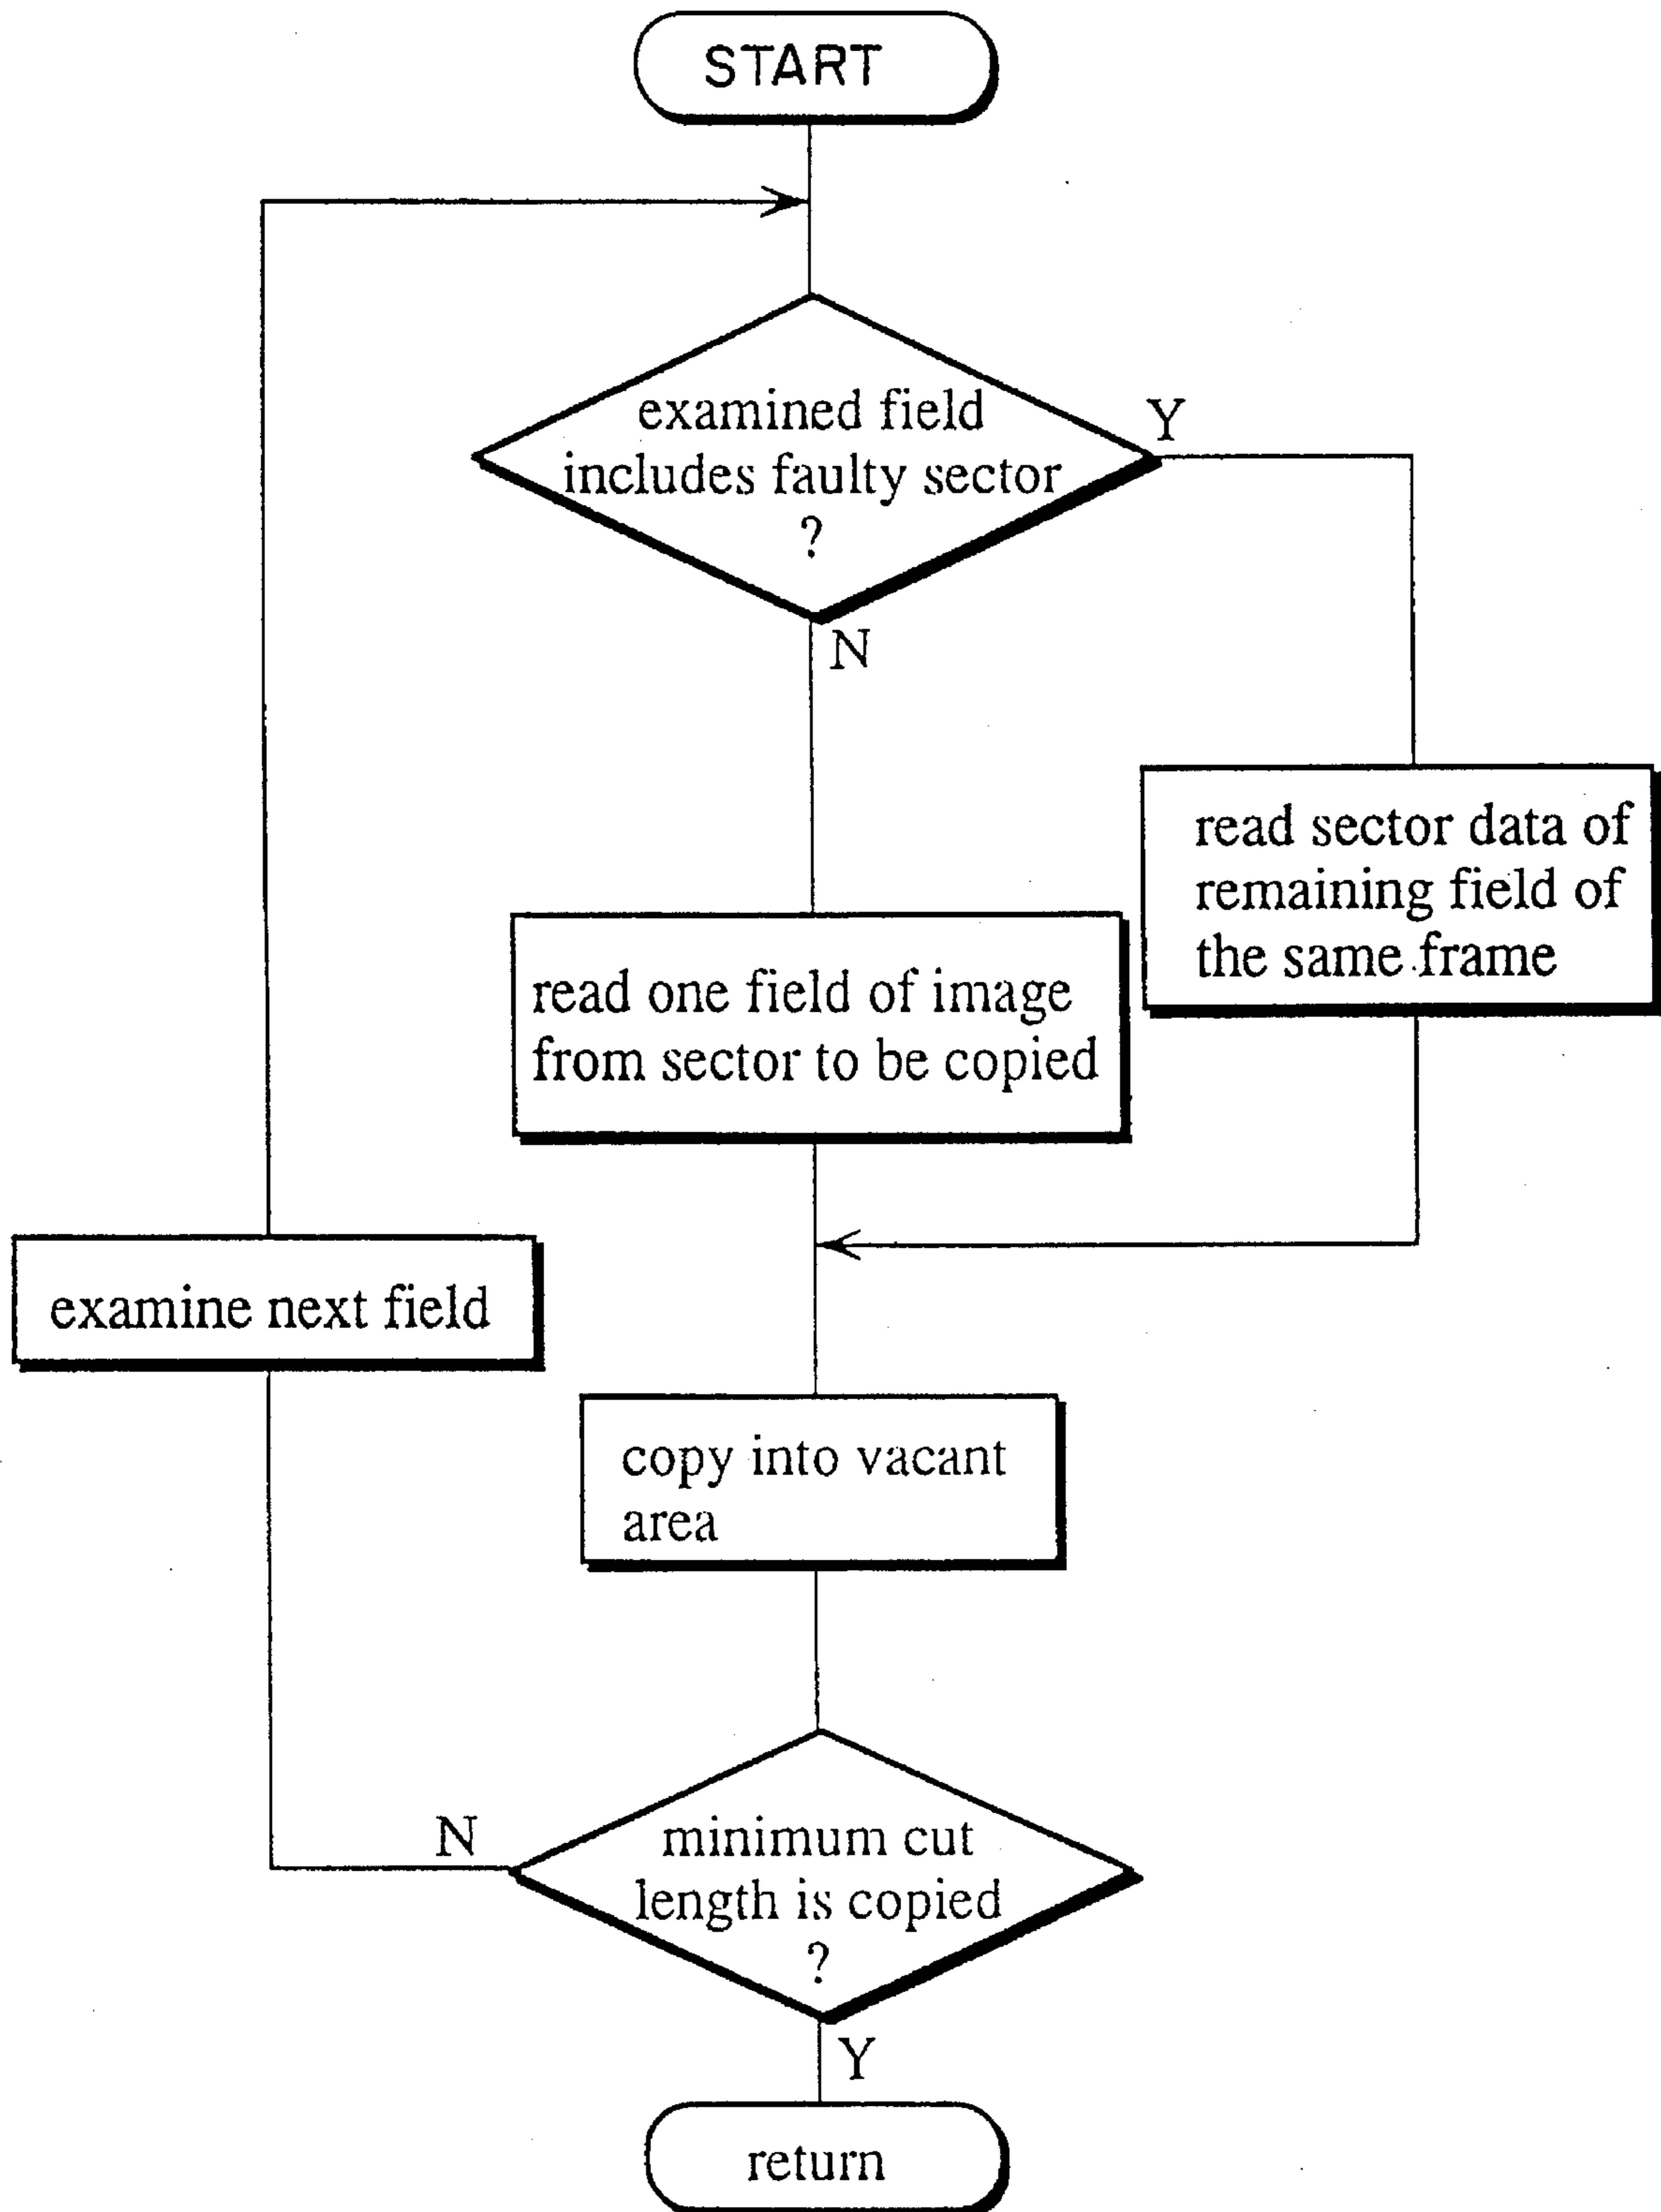 START
examined field
includes faulty sector
?
Y
N
read sector data of
remaining field of
the same frame
read one field of image
from sector to be copied
examine next field
copy into vacant
area
N
minimum cut
length is copied
?
Y
return